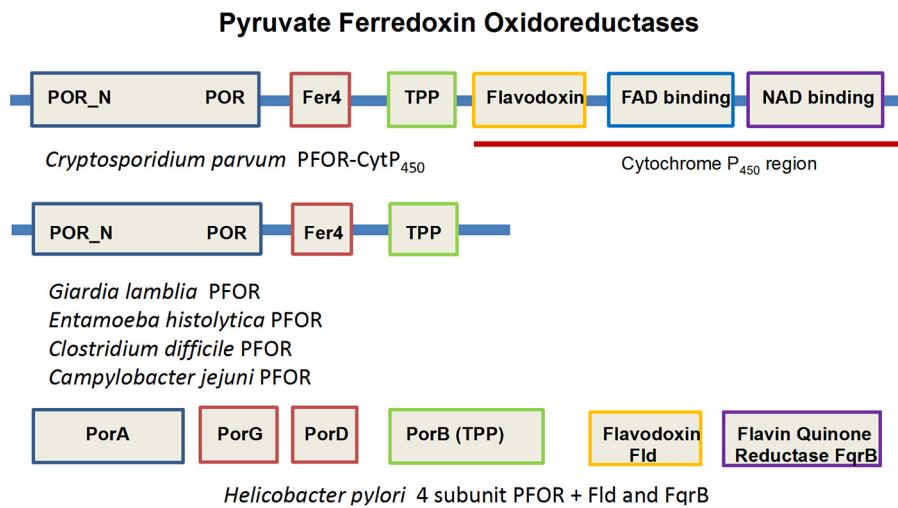 Pyruvate Ferredoxin Oxidoreductases
POR_N POR Fer4 TPP Flavodoxin FAD binding NAD binding
Cryptosporidium parvum PFOR-CytP450
Cytochrome P450 region
POR_N POR Fer4 TPP
Giardia lamblia PFOR
Entamoeba histolytica PFOR
Clostridium difficile PFOR
Campylobacter jejuni PFOR
PorA PorG PorD PorB (TPP) Flavodoxin Flavin Quinone
Fld Reductase FqrB
Helicobacter pylori 4 subunit PFOR + Fld and FqrB